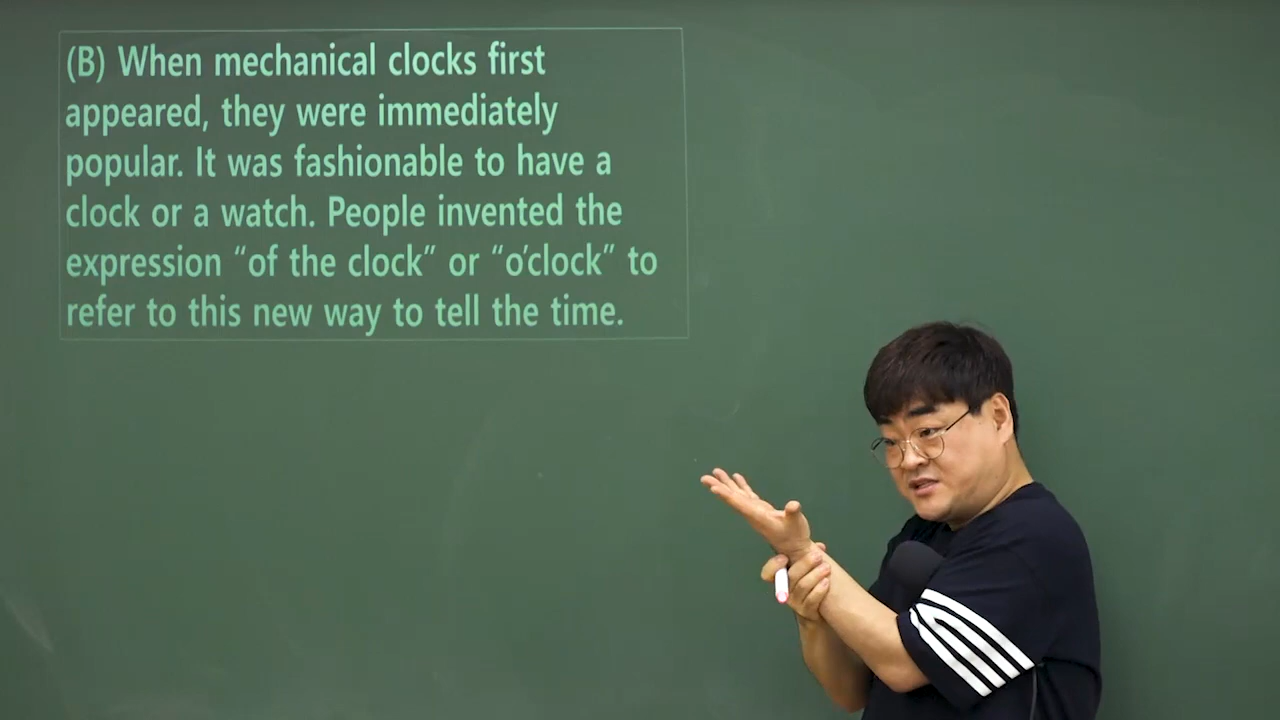 (B) When mechanical clocks first
appeared, they were immediately
popular. It was fashionable to have a
clock or a watch. People invented the
expression “of the clock” or “o’clock” to
refer to this new way to tell the time.